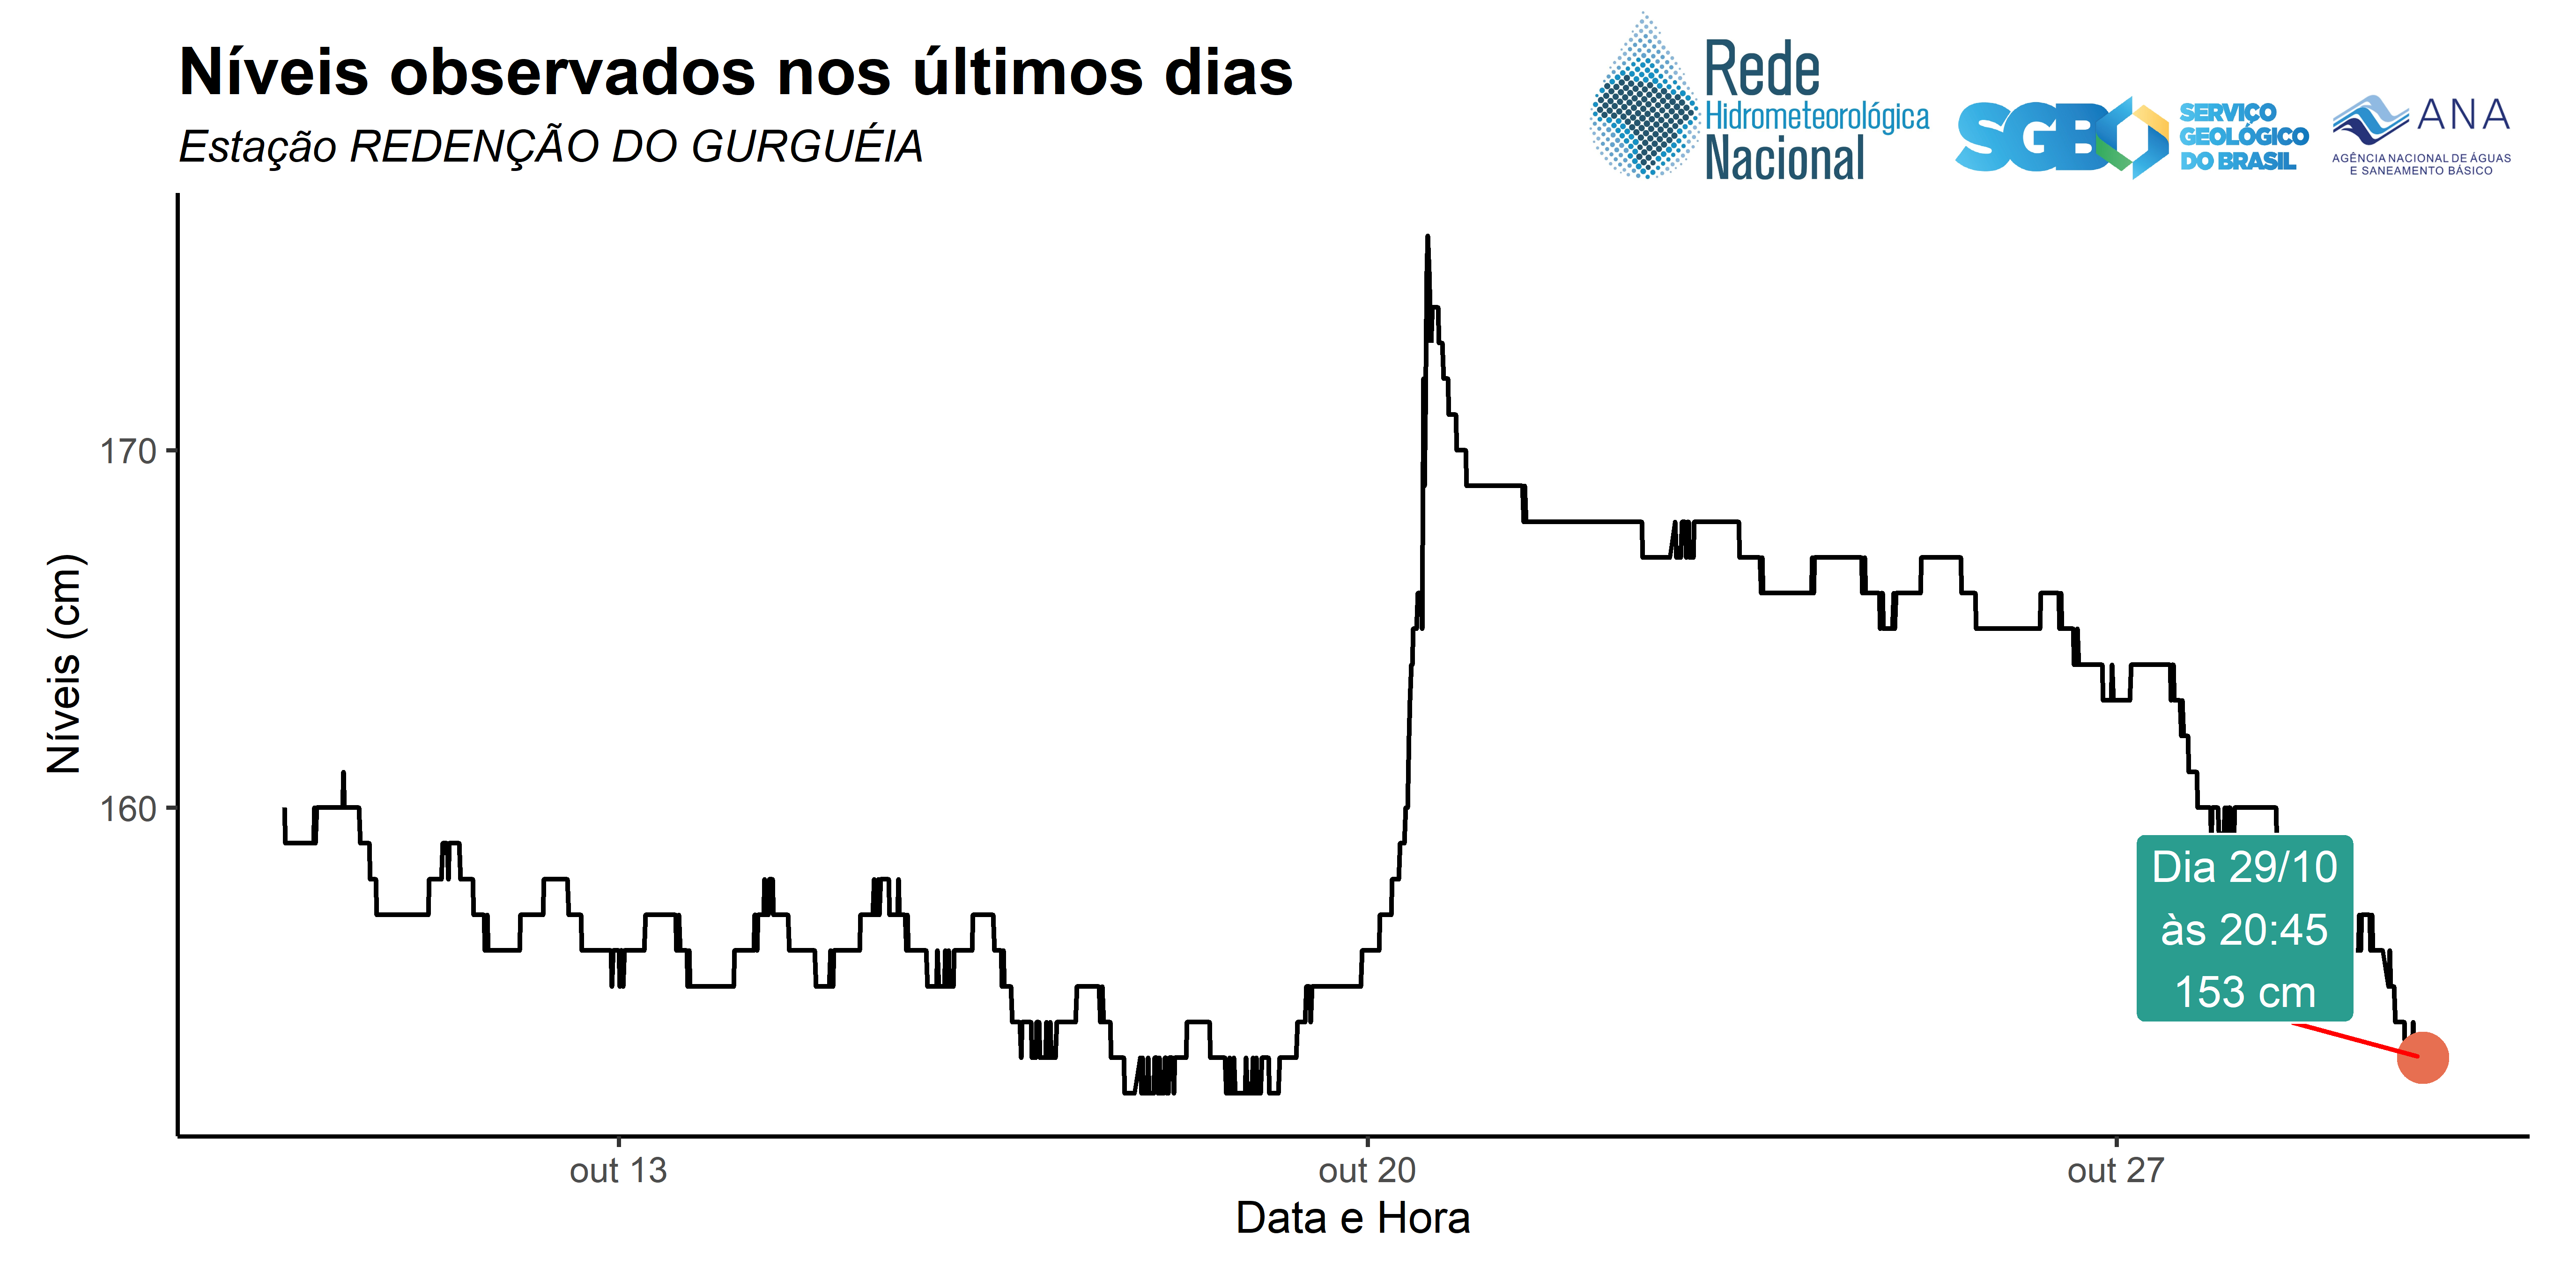 Níveis observados nos últimos dias
Estação REDENÇÃO DO GURGUÉIA
Rede
Hidrometeorológica
Nacional
SGB
SERVIÇO
GEOLÓGICO
DO BRASIL
ANA
AGÊNCIA NACIONAL DE ÁGUAS
E SANEAMENTO BÁSICO
Níveis (cm)
170
160
Dia 29/10
às 20:45
153 cm
out 13
out 20
out 27
Data e Hora